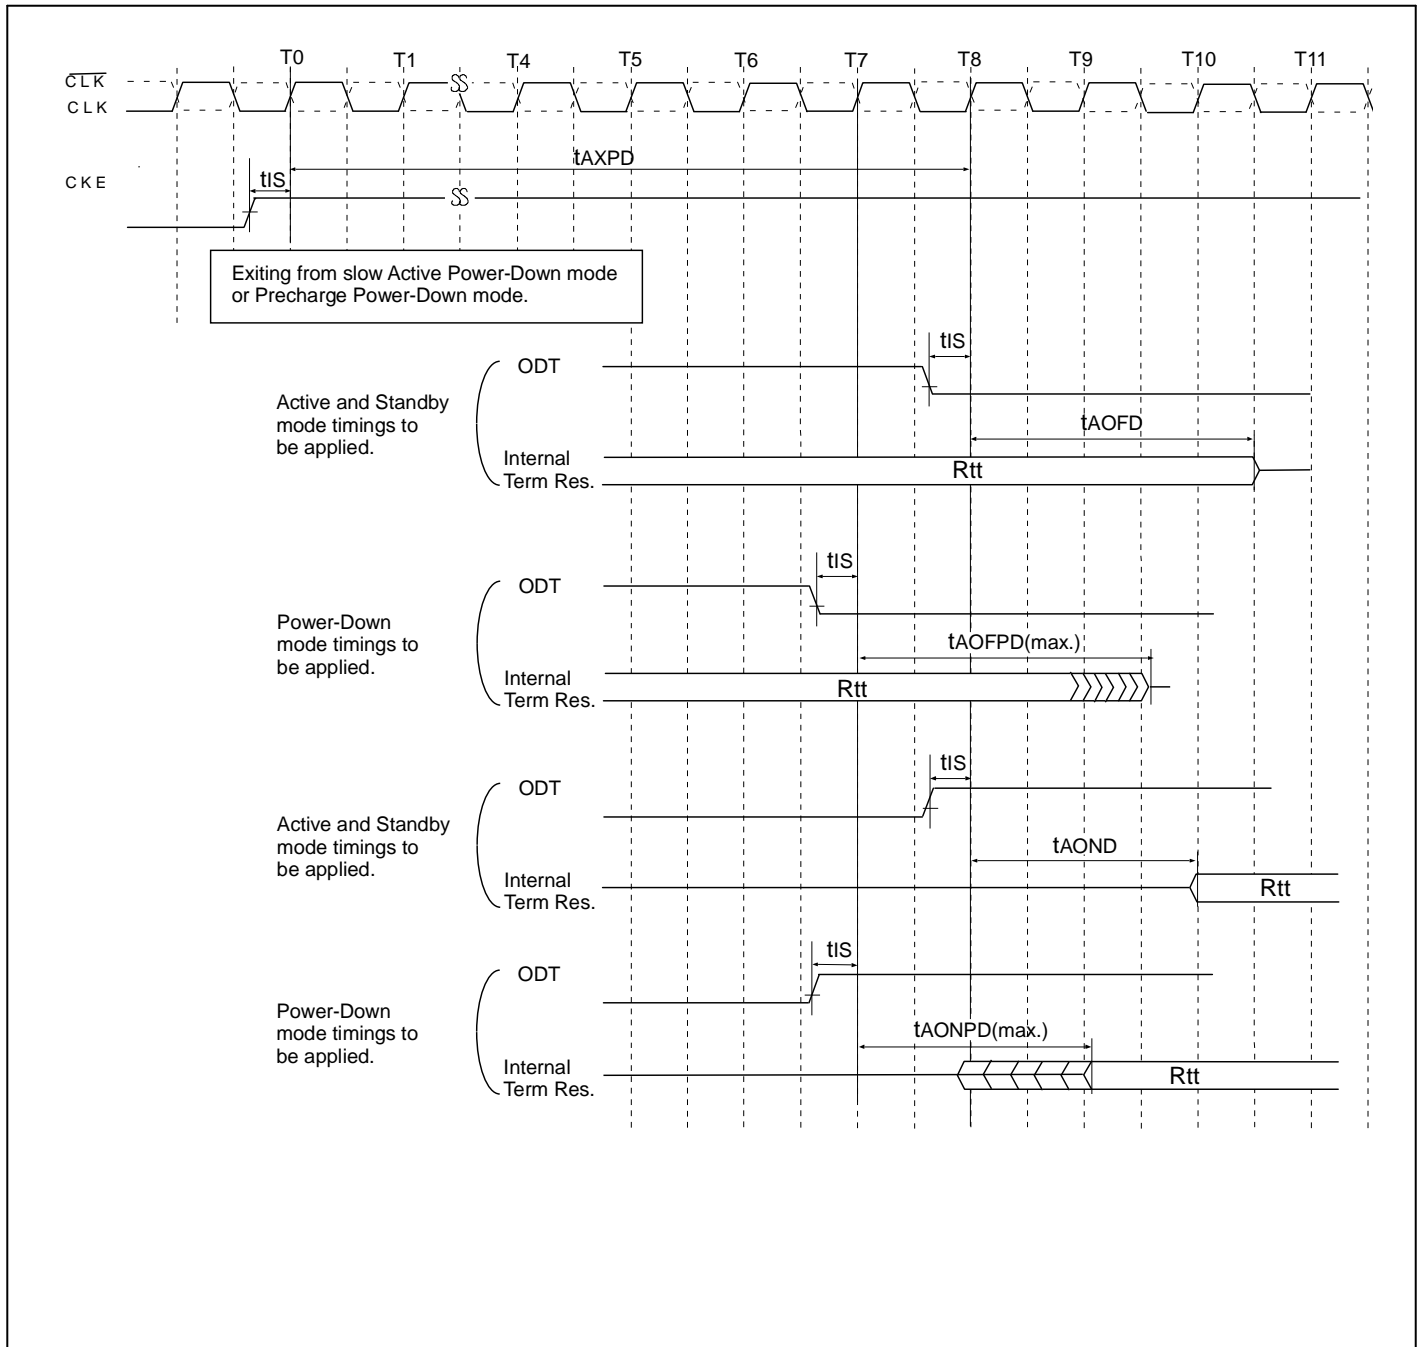 T0 T1 T4 T5 T6 T7 T8 T9 T10 T11
CLK
CLK
tAXPD
CKE
tIS
Exiting from slow Active Power-Down mode
or Precharge Power-Down mode.
tIS
ODT
Active and Standby
mode timings to
be applied.
tAOFD
Internal
Term Res.
Rtt
tIS
ODT
Power-Down
mode timings to
be applied.
tAOFPD(max.)
Internal
Term Res.
Rtt
tIS
ODT
Active and Standby
mode timings to
be applied.
tAOND
Internal
Term Res.
Rtt
tIS
ODT
Power-Down
mode timings to
be applied.
tAONPD(max.)
Internal
Term Res.
Rtt